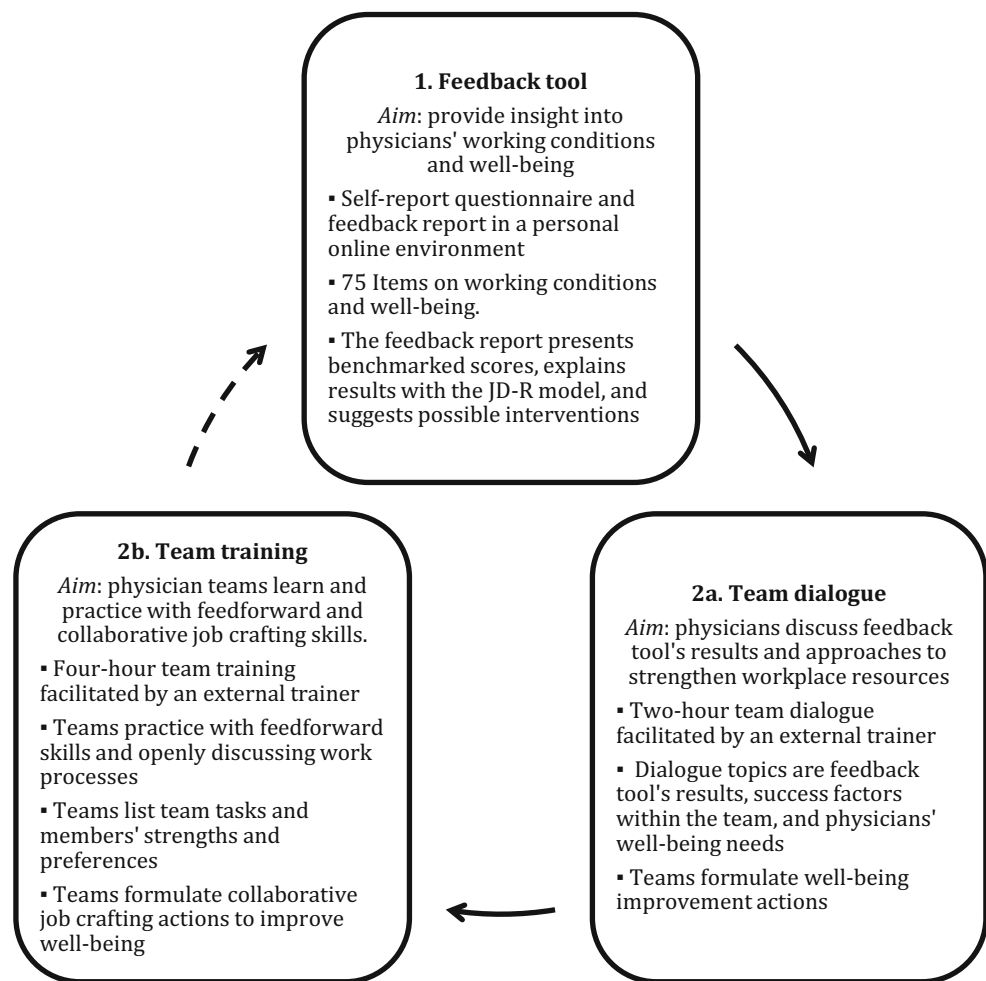 1. Feedback tool
Aim: provide insight into
physicians' working conditions
and well-being
▪ Self-report questionnaire and
feedback report in a personal
online environment
▪ 75 Items on working conditions
and well-being.
▪ The feedback report presents
benchmarked scores, explains
results with the JD-R model, and
suggests possible interventions
2a. Team dialogue
Aim: physicians discuss feedback
tool's results and approaches to
strengthen workplace resources
▪ Two-hour team dialogue
facilitated by an external trainer
▪ Dialogue topics are feedback
tool's results, success factors
within the team, and physicians'
well-being needs
▪ Teams formulate well-being
improvement actions
2b. Team training
Aim: physician teams learn and
practice with feedforward and
collaborative job crafting skills.
▪ Four-hour team training
facilitated by an external trainer
▪ Teams practice with feedforward
skills and openly discussing work
processes
▪ Teams list team tasks and
members' strengths and
preferences
▪ Teams formulate collaborative
job crafting actions to improve
well-being